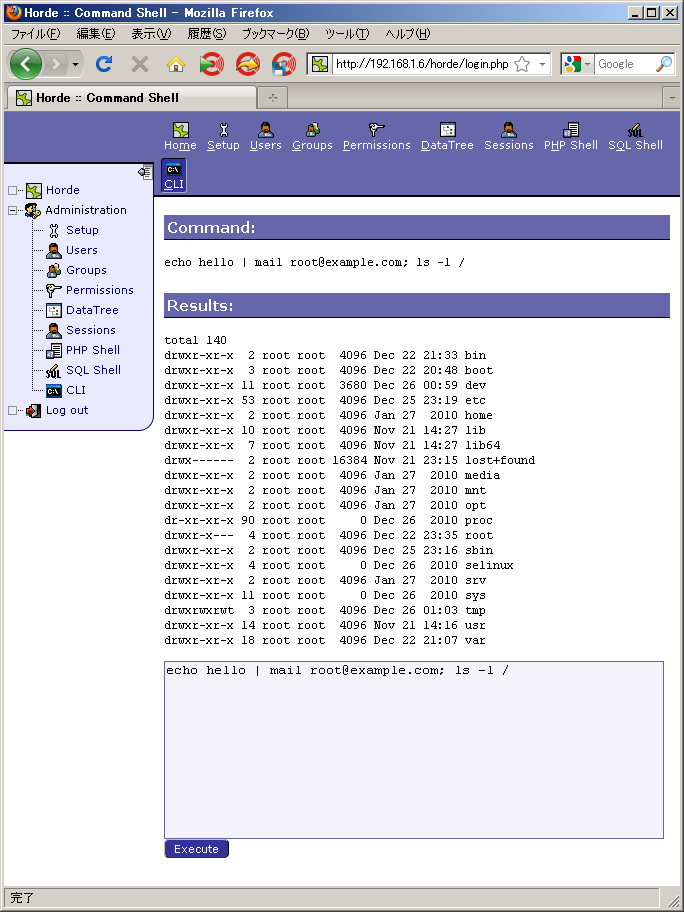 Horde :: Command Shell - Mozilla Firefox
ファイル(F) 編集(E) 表示(V) 履歴(S) ブックマーク(B) ツール(T) ヘルプ(H)
http://192.168.1.6/horde/login.php Google
Horde :: Command Shell
Home Setup Users Groups Permissions DataTree Sessions PHP Shell SQL Shell
CLI
Horde
Administration
Setup
Users
Groups
Permissions
DataTree
Sessions
PHP Shell
SQL Shell
CLI
Log out
Command:
echo hello | mail root@example.com; ls -l /
Results:
total 140
drwxr-xr-x  2 root root  4096 Dec 22 21:33 bin
drwxr-xr-x  3 root root  4096 Dec 22 20:48 boot
drwxr-xr-x 11 root root  3680 Dec 26 00:59 dev
drwxr-xr-x 53 root root  4096 Dec 25 23:19 etc
drwxr-xr-x  2 root root  4096 Jan 27  2010 home
drwxr-xr-x 10 root root  4096 Nov 21 14:27 lib
drwxr-xr-x  7 root root  4096 Nov 21 14:27 lib64
drwx------  2 root root 16384 Nov 21 23:15 lost+found
drwxr-xr-x  2 root root  4096 Jan 27  2010 media
drwxr-xr-x  2 root root  4096 Jan 27  2010 mnt
drwxr-xr-x  2 root root  4096 Jan 27  2010 opt
dr-xr-xr-x 90 root root     0 Dec 26  2010 proc
drwxr-x---  4 root root  4096 Dec 22 23:35 root
drwxr-xr-x  2 root root  4096 Dec 25 23:16 sbin
drwxr-xr-x  4 root root     0 Dec 26  2010 selinux
drwxr-xr-x  2 root root  4096 Jan 27  2010 srv
drwxr-xr-x 11 root root     0 Dec 26  2010 sys
drwxrwxrwt  3 root root  4096 Dec 26 01:03 tmp
drwxr-xr-x 14 root root  4096 Nov 21 14:16 usr
drwxr-xr-x 18 root root  4096 Dec 22 21:07 var
echo hello | mail root@example.com; ls -l /
Execute
完了